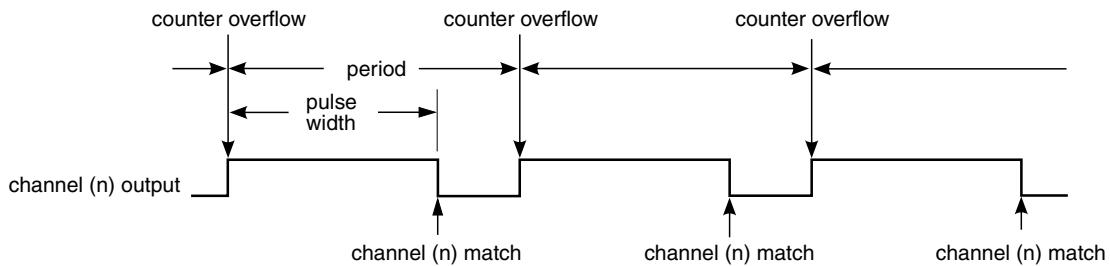 counter overflow counter overflow counter overflow
period
pulse
width
channel (n) output
channel (n) match channel (n) match channel (n) match